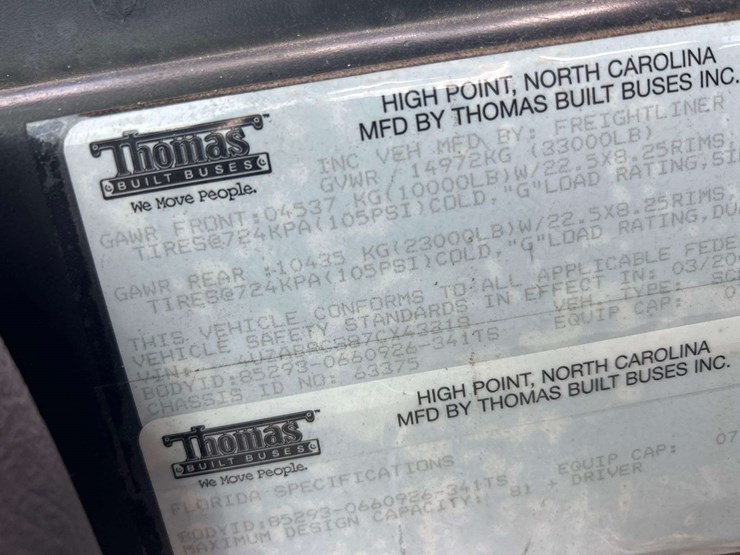 Thomas
BUILT BUSES
We Move People.
HIGH POINT, NORTH CAROLINA
MFD BY THOMAS BUILT BUSES INC.
INC VEH MFD BY: FREIGHTLINER
GVWR / 14972KG (33000LB)
GAWR FRONT:04537 KG(10000LB)W/22.5X8.25RIMS,
TIRES@724KPA(105PSI)COLD,"G"LOAD RATING,SI
GAWR REAR :10435 KG(23000LB)W/22.5X8.25RIMS,
TIRES@724KPA(105PSI)COLD,"G"LOAD RATING,DU
THIS VEHICLE CONFORMS TO ALL APPLICABLE FEDE
VEHICLE SAFETY STANDARDS IN EFFECT IN: 03/20
VIN: VEH. TYPE: SC
BODYID:85293-0660926-341TS EQUIP CAP: 0
CHASSIS ID NO: 63375
Thomas
BUILT BUSES
We Move People.
HIGH POINT, NORTH CAROLINA
MFD BY THOMAS BUILT BUSES INC.
FLORIDA SPECIFICATIONS
BODYID:85293-0660926-341TS EQUIP CAP: 07
MAXIMUM DESIGN CAPACITY: 81 + DRIVER